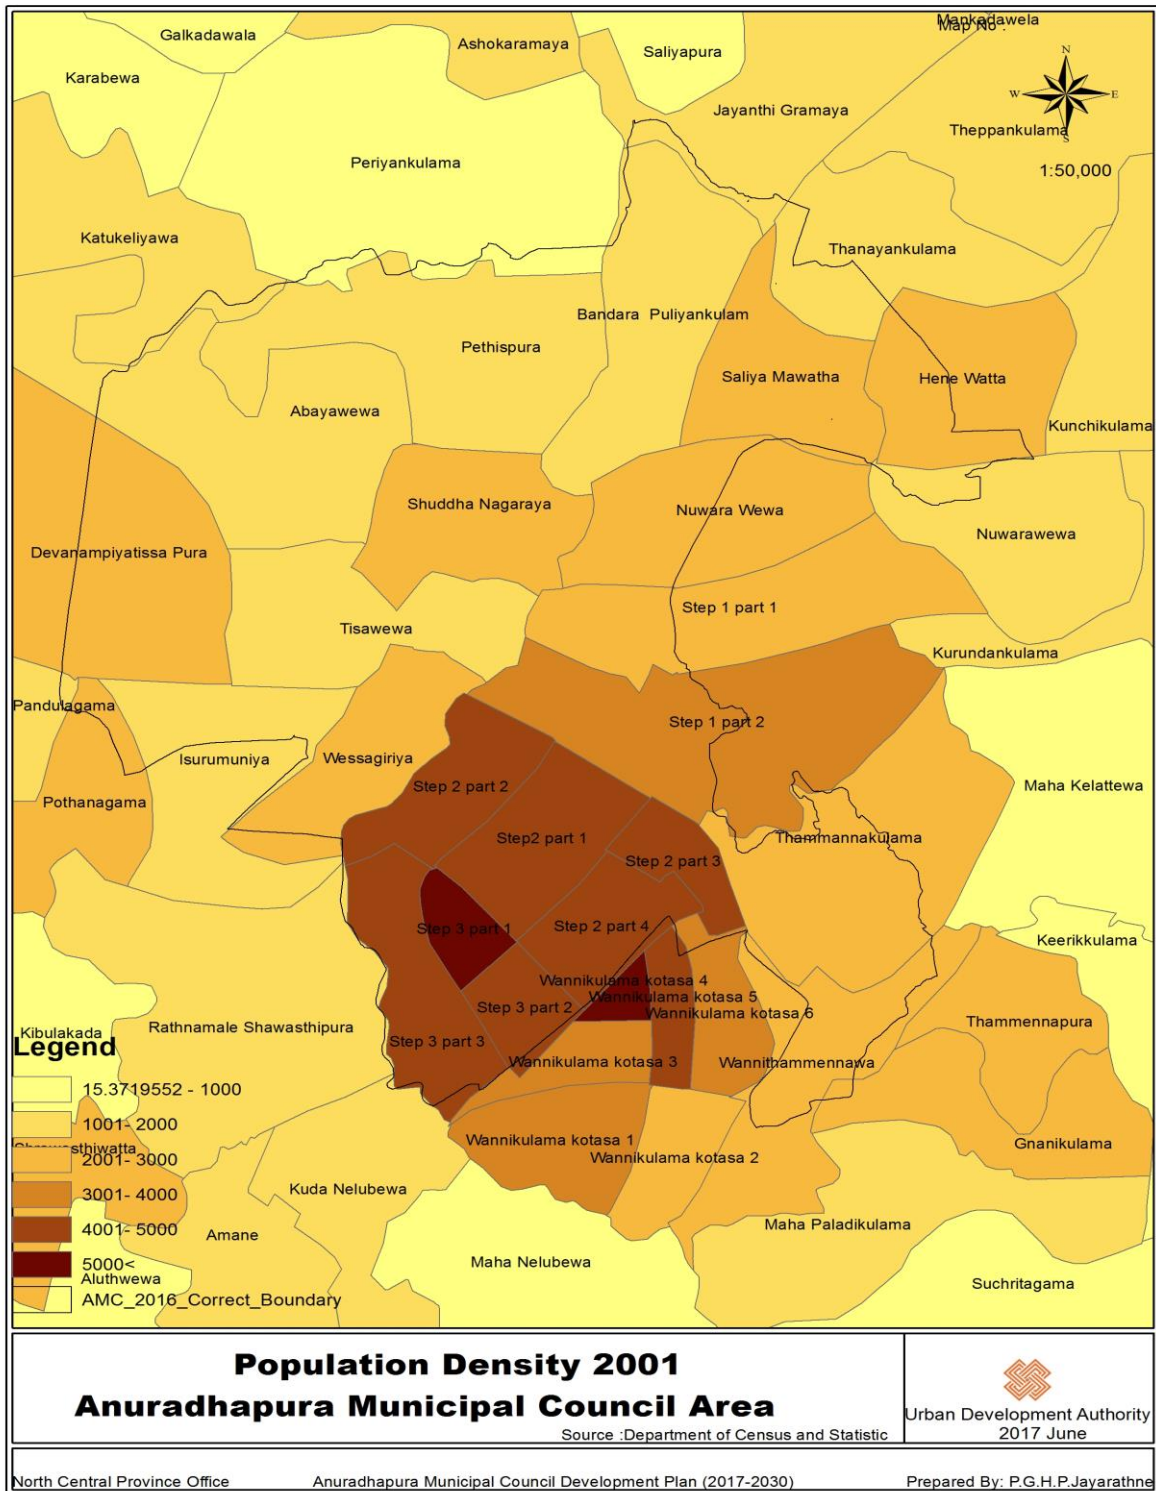 Galkadawala
Ashokaramaya
Saliyapura
Mankadawela
Map No :
Karabewa
N
W
E
S
Jayanthi Gramaya
Theppankulama
Periyankulama
1:50,000
Katukeliyawa
Thanayankulama
Bandara Puliyankulam
Pethispura
Saliya Mawatha
Hene Watta
Abayawewa
Kunchikulama
Shuddha Nagaraya
Nuwara Wewa
Nuwarawewa
Devanampiyatissa Pura
Step 1 part 1
Tisawewa
Kurundankulama
Pandulagama
Step 1 part 2
Isurumuniya
Wessagiriya
Step 2 part 2
Maha Kelattewa
Pothanagama
Step2 part 1
Thammannakulama
Step 2 part 3
Step 3 part 1
Step 2 part 4
Keerikkulama
Wannikulama kotasa 4
Wannikulama kotasa 5
Step 3 part 2
Wannikulama kotasa 6
Thammennapura
Kibulakada
Rathnamale Shawasthipura
Step 3 part 3
Wannikulama kotasa 3
Wannithammennawa
Legend
15.3719552 - 1000
1001- 2000
Shrawasthiwatta
2001- 3000
3001- 4000
4001- 5000
5000<
Aluthwewa
AMC_2016_Correct_Boundary
Wannikulama kotasa 1
Gnanikulama
Wannikulama kotasa 2
Kuda Nelubewa
Maha Paladikulama
Amane
Maha Nelubewa
Suchritagama
Population Density 2001
Anuradhapura Municipal Council Area
Source :Department of Census and Statistic
Urban Development Authority
2017 June
North Central Province Office
Anuradhapura Municipal Council Development Plan (2017-2030)
Prepared By: P.G.H.P.Jayarathne